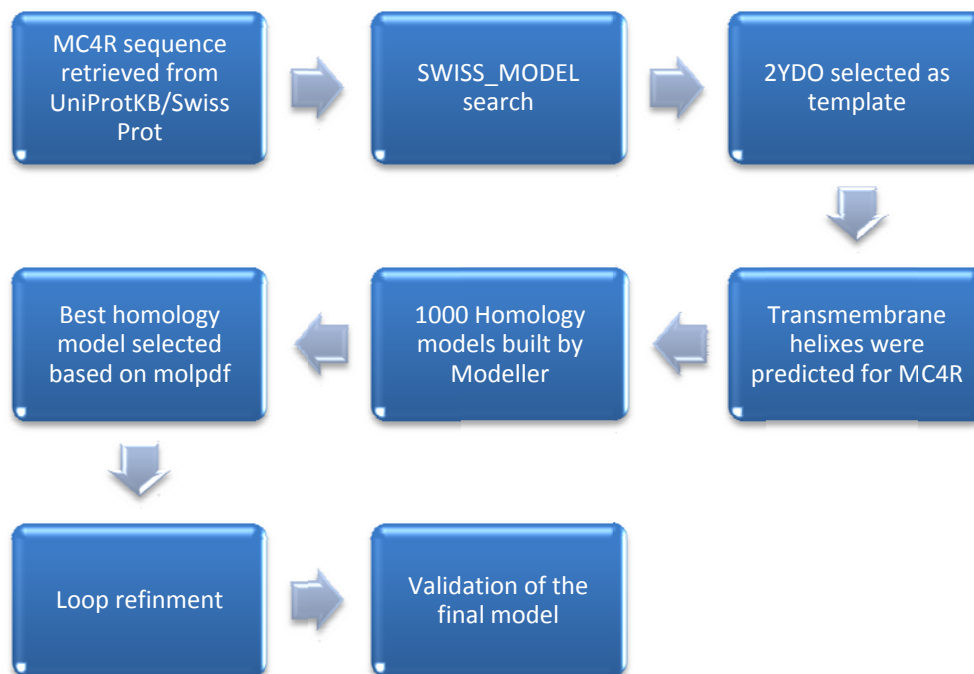 MC4R sequence
retrieved from
UniProtKB/Swiss
Prot
SWISS_MODEL
search
2YDO selected as
template
Transmembrane
helixes were
predicted for MC4R
1000 Homology
models built by
Modeller
Best homology
model selected
based on molpdf
Loop refinment
Validation of the
final model